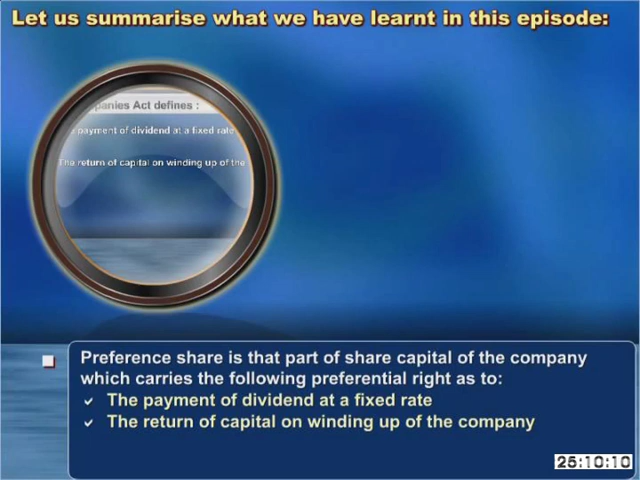 Let us summarise what we have learnt in this episode:
panies Act defines :
payment of dividend at a fixed rate
The return of capital on winding up of the
Preference share is that part of share capital of the company
which carries the following preferential right as to:
The payment of dividend at a fixed rate
The return of capital on winding up of the company
25:10:10